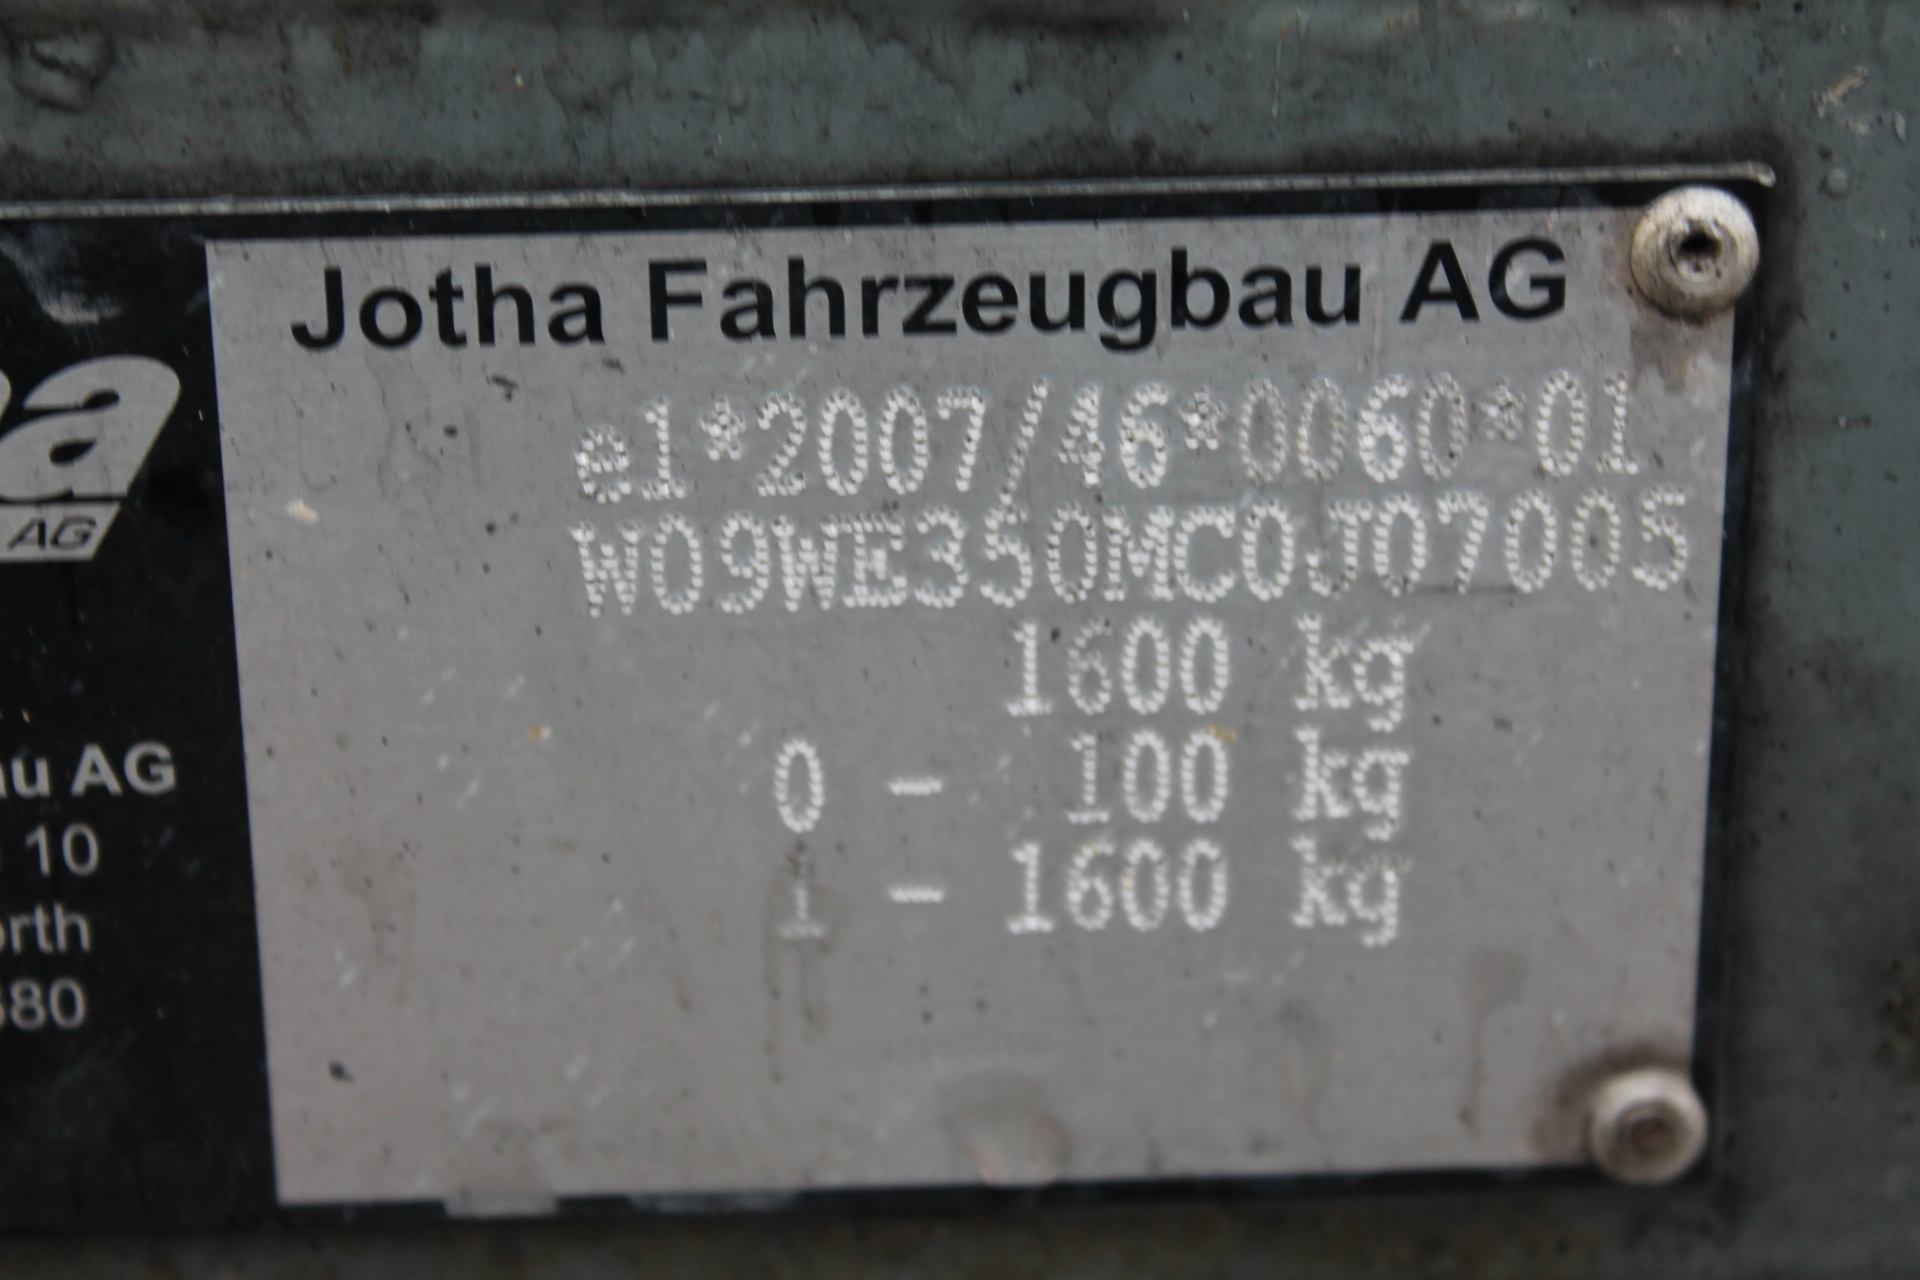 Jotha Fahrzeugbau AG
e1*2007/46*0060*01
W09WE350MC0J07005
1600 kg
0 - 100 kg
1 - 1600 kg
a
AG
au AG
10
orth
680